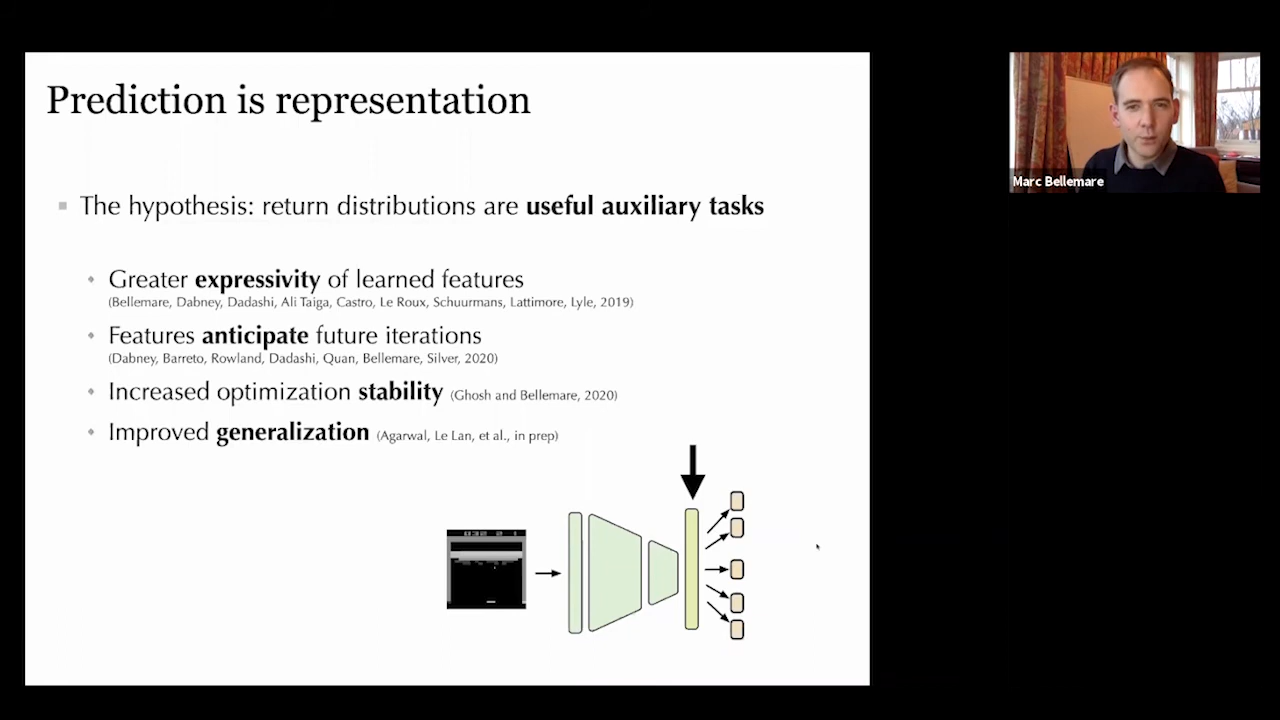 Prediction is representation
The hypothesis: return distributions are useful auxiliary tasks
Greater expressivity of learned features
(Bellemare, Dabney, Dadashi, Ali Taiga, Castro, Le Roux, Schuurmans, Lattimore, Lyle, 2019)
Features anticipate future iterations
(Dabney, Barreto, Rowland, Dadashi, Quan, Bellemare, Silver, 2020)
Increased optimization stability (Ghosh and Bellemare, 2020)
Improved generalization (Agarwal, Le Lan, et al., in prep)
Marc Bellemare